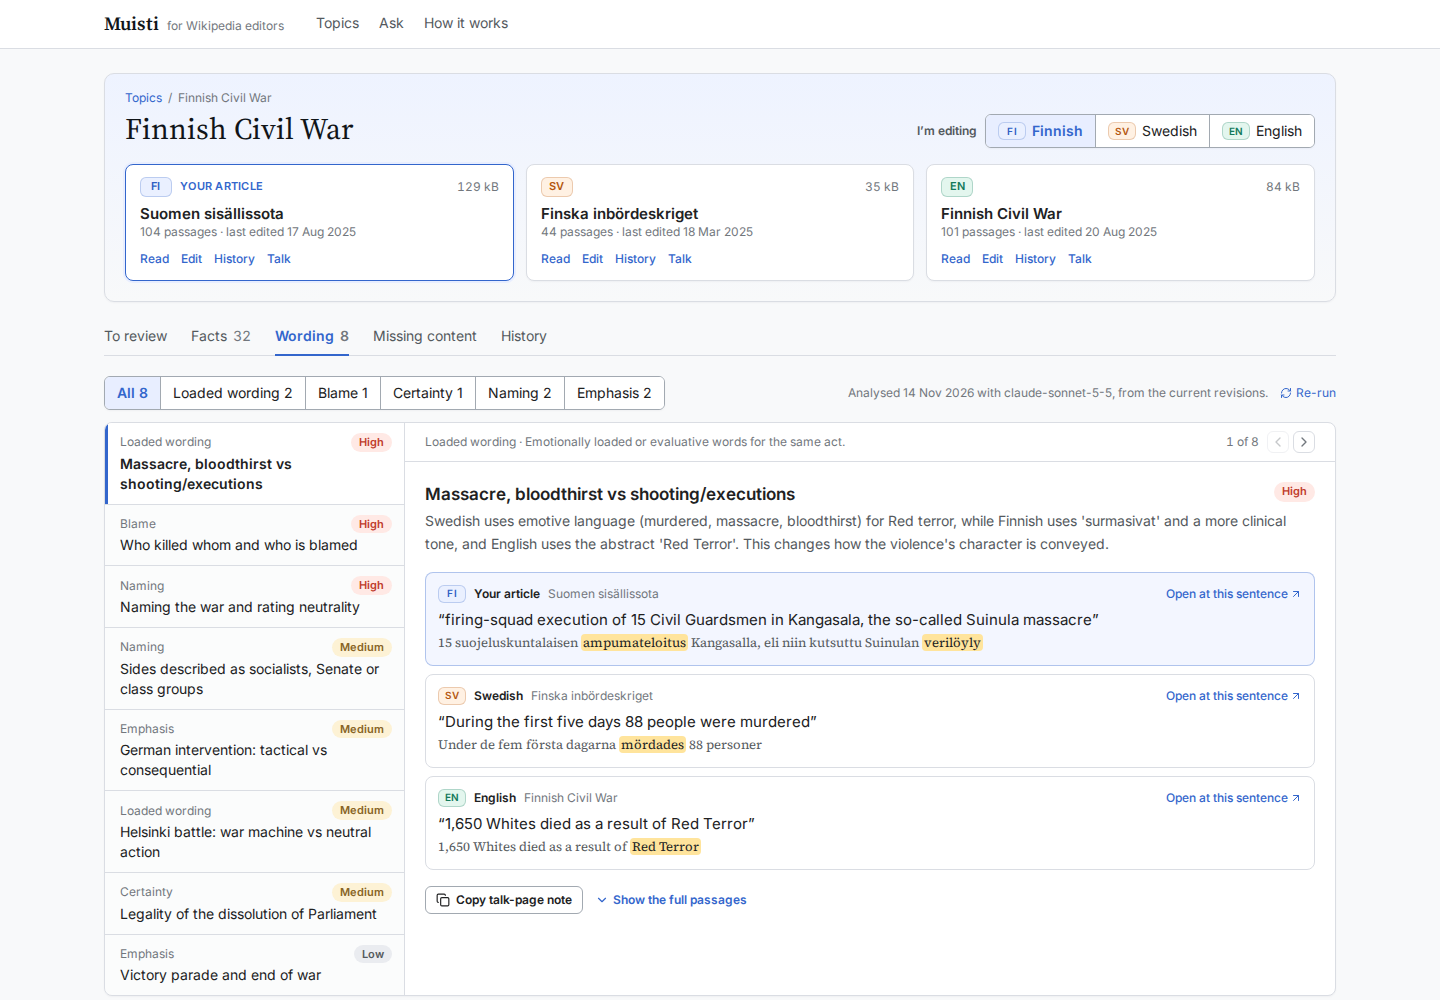 Muisti for Wikipedia editors Topics Ask How it works
Topics / Finnish Civil War
Finnish Civil War
I'm editing FI Finnish SV Swedish EN English
FI YOUR ARTICLE 129 kB
Suomen sisällissota
104 passages · last edited 17 Aug 2025
Read Edit History Talk
SV 35 kB
Finska inbördeskriget
44 passages · last edited 18 Mar 2025
Read Edit History Talk
EN 84 kB
Finnish Civil War
101 passages · last edited 20 Aug 2025
Read Edit History Talk
To review Facts 32 Wording 8 Missing content History
All 8 Loaded wording 2 Blame 1 Certainty 1 Naming 2 Emphasis 2
Analysed 14 Nov 2026 with claude-sonnet-5-5, from the current revisions. Re-run
Loaded wording High
Massacre, bloodthirst vs
shooting/executions
Blame High
Who killed whom and who is blamed
Naming High
Naming the war and rating neutrality
Naming Medium
Sides described as socialists, Senate or
class groups
Emphasis Medium
German intervention: tactical vs
consequential
Loaded wording Medium
Helsinki battle: war machine vs neutral
action
Certainty Medium
Legality of the dissolution of Parliament
Emphasis Low
Victory parade and end of war
Loaded wording · Emotionally loaded or evaluative words for the same act. 1 of 8
Massacre, bloodthirst vs shooting/executions High
Swedish uses emotive language (murdered, massacre, bloodthirst) for Red terror, while Finnish uses 'surmasivat' and a more clinical
tone, and English uses the abstract 'Red Terror'. This changes how the violence's character is conveyed.
FI Your article Suomen sisällissota Open at this sentence
“firing-squad execution of 15 Civil Guardsmen in Kangasala, the so-called Suinula massacre”
15 suojeluskuntalaisen ampumateloitus Kangasalla, eli niin kutsuttu Suinulan verilöyly
SV Swedish Finska inbördeskriget Open at this sentence
“During the first five days 88 people were murdered”
Under de fem första dagarna mördades 88 personer
EN English Finnish Civil War Open at this sentence
“1,650 Whites died as a result of Red Terror”
1,650 Whites died as a result of Red Terror
Copy talk-page note Show the full passages